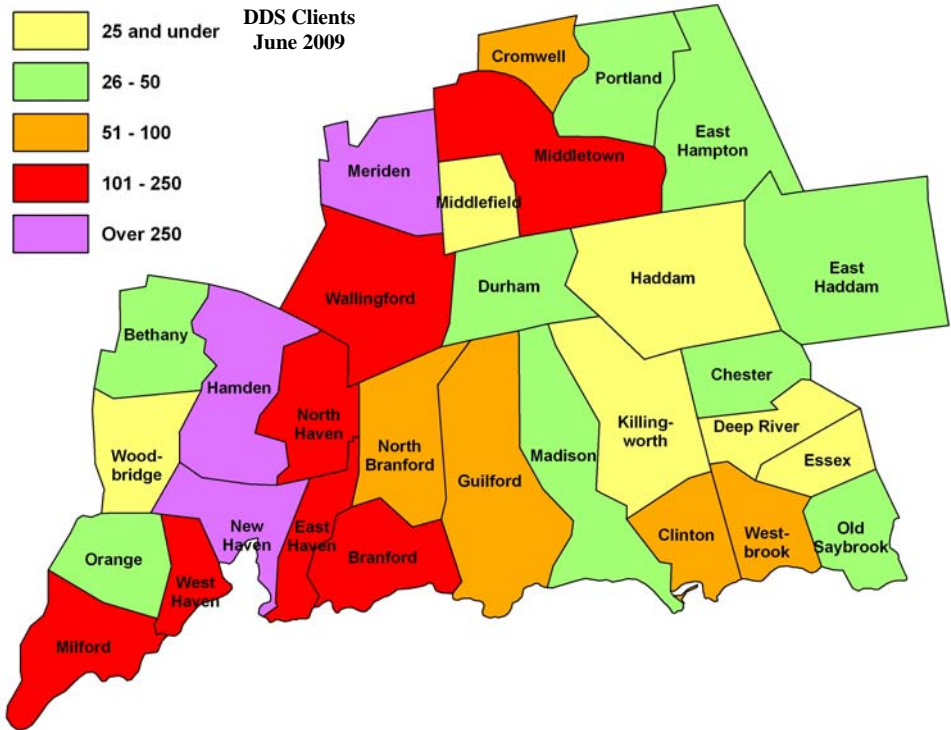 DDS Clients
June 2009
25 and under
26 - 50
51 - 100
101 - 250
Over 250
Cromwell
Portland
East
Hampton
Middletown
Meriden
Middlefield
Wallingford
Durham
Haddam
East
Haddam
Bethany
Hamden
North
Haven
Chester
Killing-
worth
Deep River
Essex
Wood-
bridge
North
Branford
Guilford
Madison
New
Haven
East
Haven
Branford
Clinton
West-
brook
Old
Saybrook
Orange
West
Haven
Milford